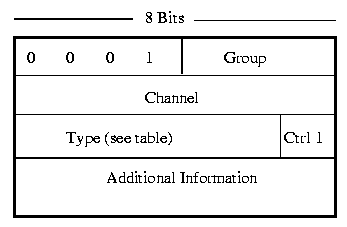 8 Bits
0 0 0 1 Group
Channel
Type (see table) Ctrl 1
Additional Information